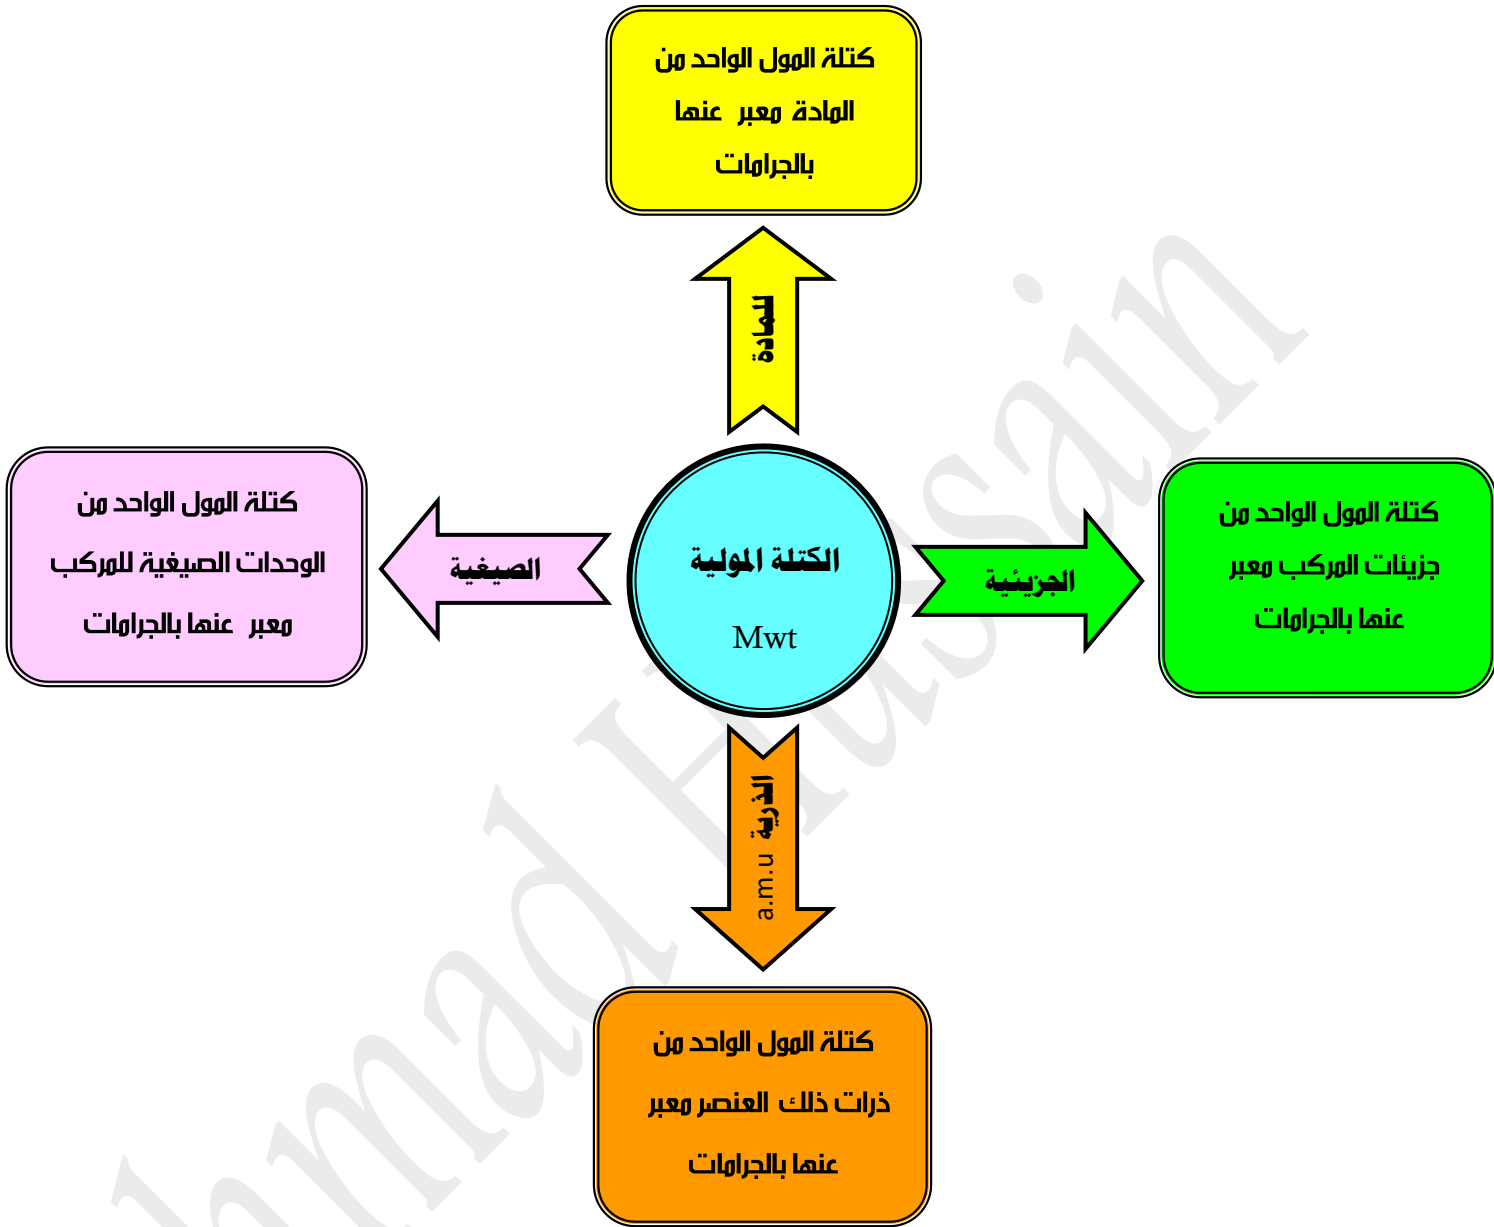 كتلة المول الواحد من
المادة معبر عنها
بالجرامات
للمادة
كتلة المول الواحد من
الوحدات الصيغية للمركب
معبر عنها بالجرامات
الصيغية
الكتلة المولية
Mwt
الجزيئية
كتلة المول الواحد من
جزيئات المركب معبر
عنها بالجرامات
الذرية a.m.u
كتلة المول الواحد من
ذرات ذلك العنصر معبر
عنها بالجرامات
hmad Husain